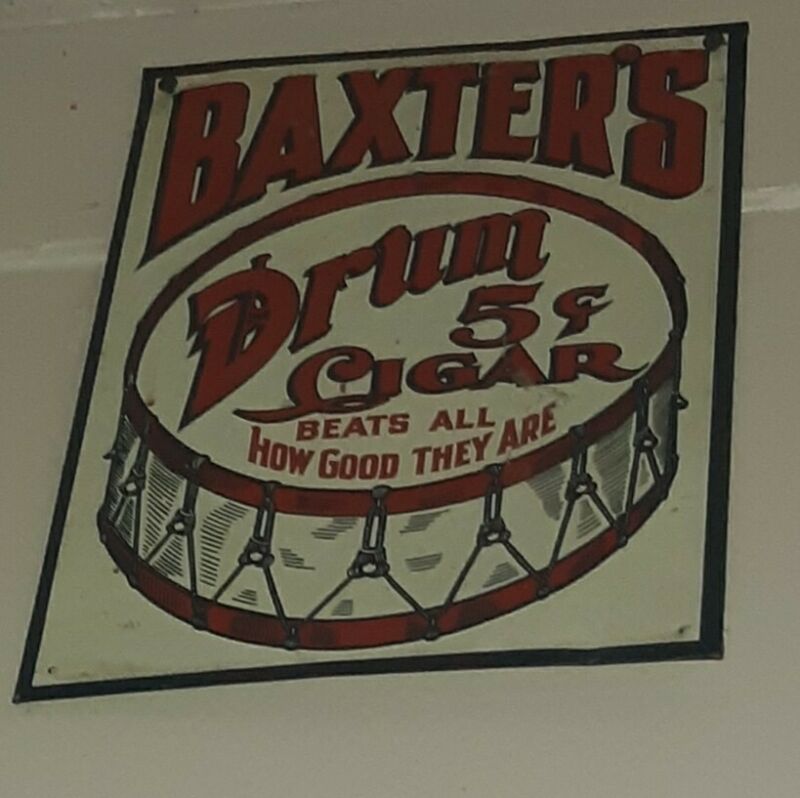 BAXTER'S
Drum
5¢
CIGAR
BEATS ALL
HOW GOOD THEY ARE